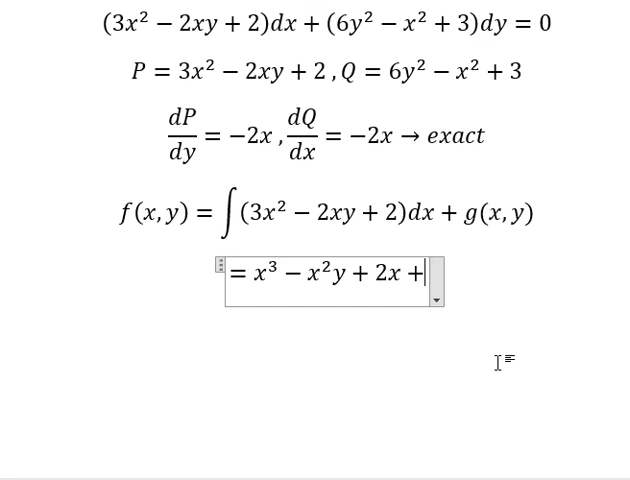 (3x² − 2xy + 2)dx + (6y² − x² + 3)dy = 0
P = 3x² − 2xy + 2 , Q = 6y² − x² + 3
dP/dy = −2x , dQ/dx = −2x → exact
f(x, y) = ∫(3x² − 2xy + 2)dx + g(x, y)
= x³ − x²y + 2x +